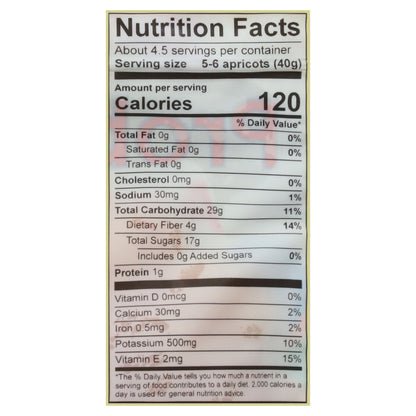 Nutrition Facts
About 4.5 servings per container
Serving size 5-6 apricots (40g)
Amount per serving
Calories 120
% Daily Value*
Total Fat 0g 0%
Saturated Fat 0g 0%
Trans Fat 0g
Cholesterol 0mg 0%
Sodium 30mg 1%
Total Carbohydrate 29g 11%
Dietary Fiber 4g 14%
Total Sugars 17g
Includes 0g Added Sugars 0%
Protein 1g
Vitamin D 0mcg 0%
Calcium 30mg 2%
Iron 0.5mg 2%
Potassium 500mg 10%
Vitamin E 2mg 15%
*The % Daily Value tells you how much a nutrient in a
serving of food contributes to a daily diet. 2,000 calories a
day is used for general nutrition advice.